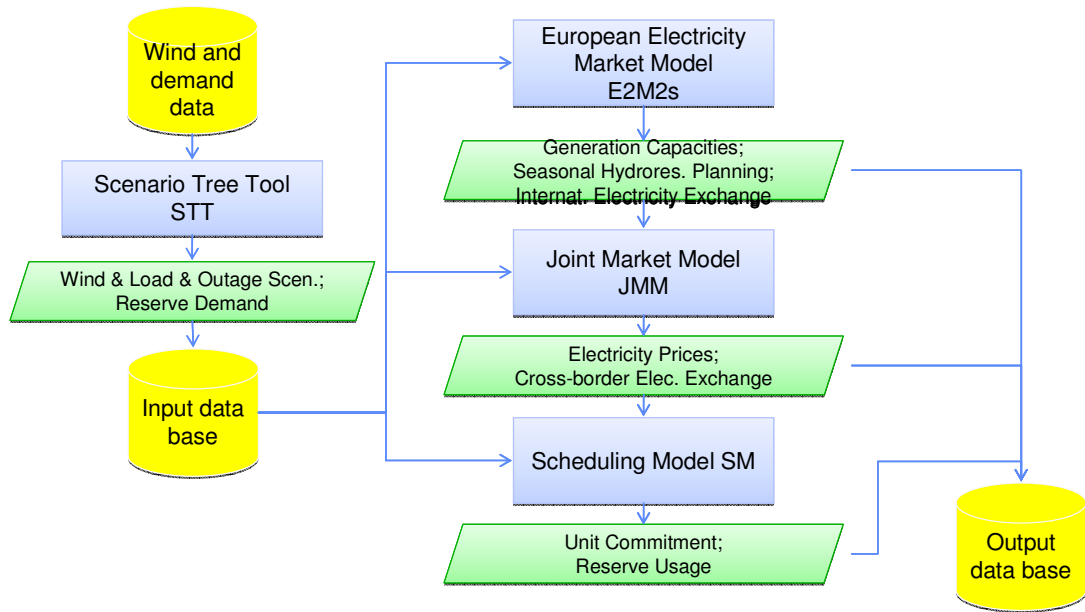 Wind and
demand
data
Scenario Tree Tool
STT
Wind & Load & Outage Scen.;
Reserve Demand
Input data
base
European Electricity
Market Model
E2M2s
Generation Capacities;
Seasonal Hydrores. Planning;
Internat. Electricity Exchange
Joint Market Model
JMM
Electricity Prices;
Cross-border Elec. Exchange
Scheduling Model SM
Unit Commitment;
Reserve Usage
Output
data base